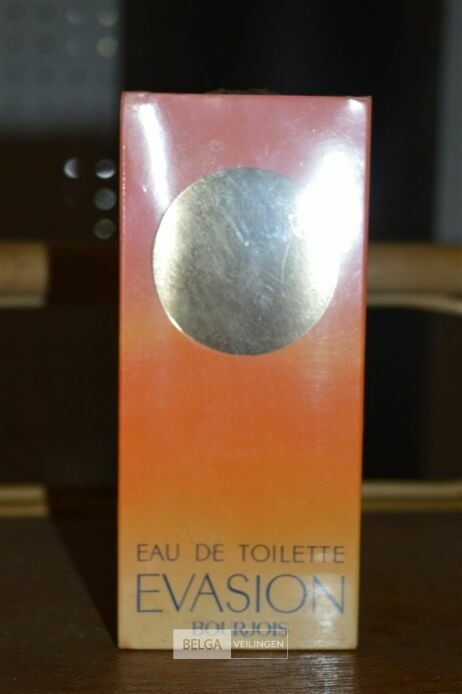 EAU DE TOILETTE
EVASION
BOURJOIS
BELGA VEILINGEN